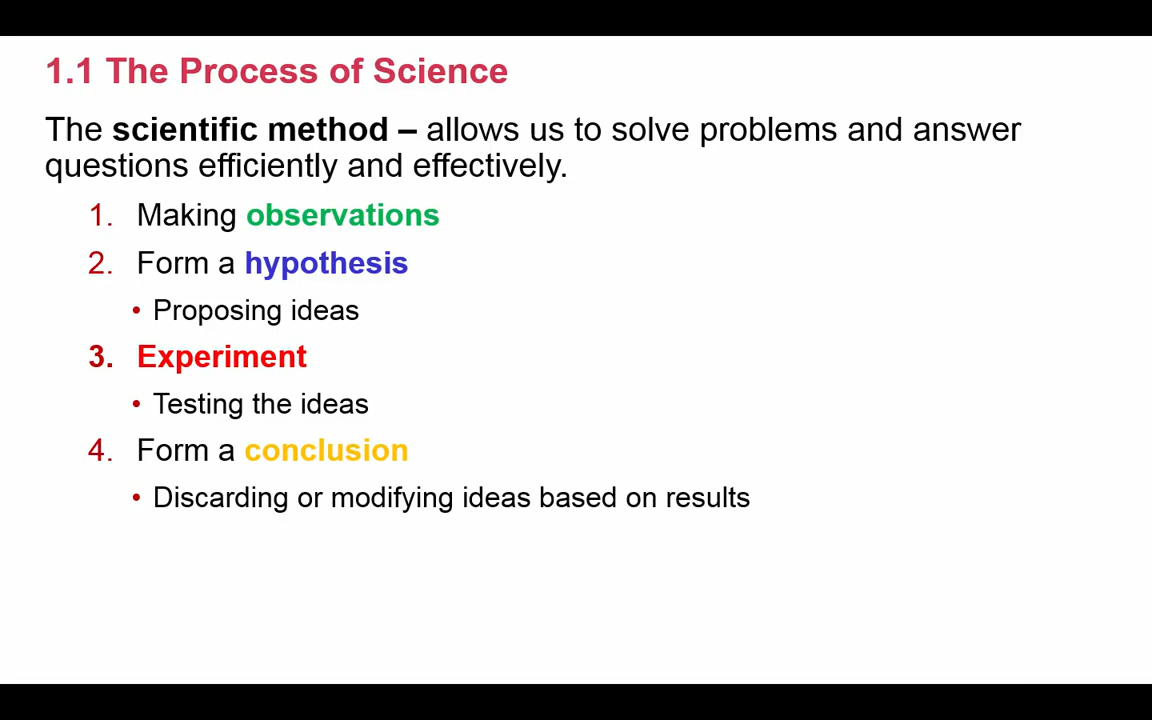 1.1 The Process of Science
The scientific method – allows us to solve problems and answer
questions efficiently and effectively.
1. Making observations
2. Form a hypothesis
• Proposing ideas
3. Experiment
• Testing the ideas
4. Form a conclusion
• Discarding or modifying ideas based on results